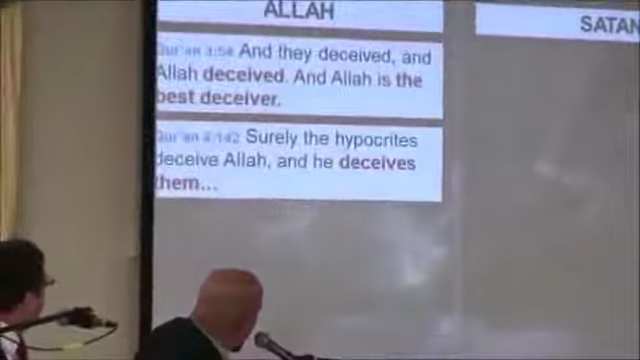 ALLAH
Qur'an 3:54 And they deceived, and
Allah deceived. And Allah is the
best deceiver.
Qur'an 4:142 Surely the hypocrites
deceive Allah, and he deceives
them...
SATAN